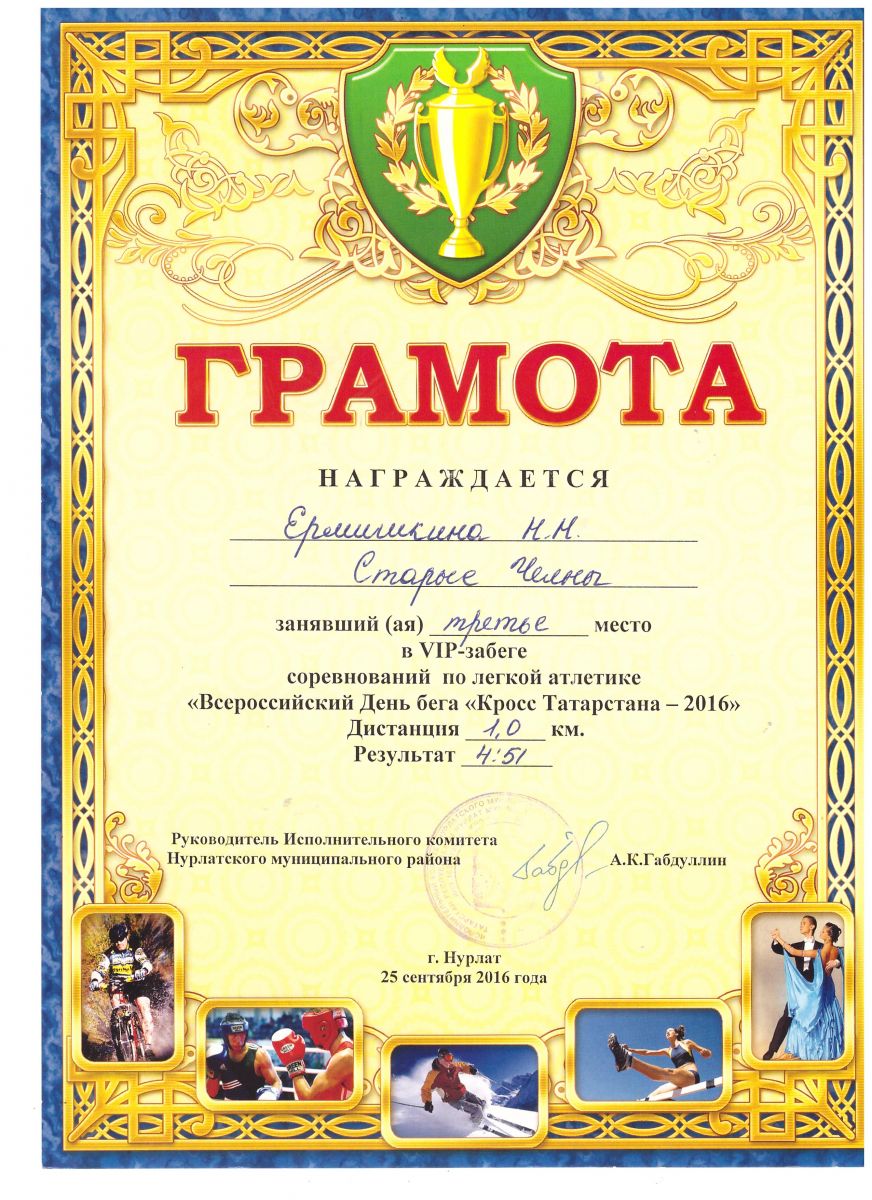 ГРАМОТА
НАГРАЖДАЕТСЯ
Ермишкина Н.Н.
Старые Челны
занявший (ая) третье место
в VIP-забеге
соревнований по легкой атлетике
«Всероссийский День бега «Кросс Татарстана – 2016»
Дистанция 1,0 км.
Результат 4:51
Руководитель Исполнительного комитета
Нурлатского муниципального района А.К.Габдуллин
г. Нурлат
25 сентября 2016 года